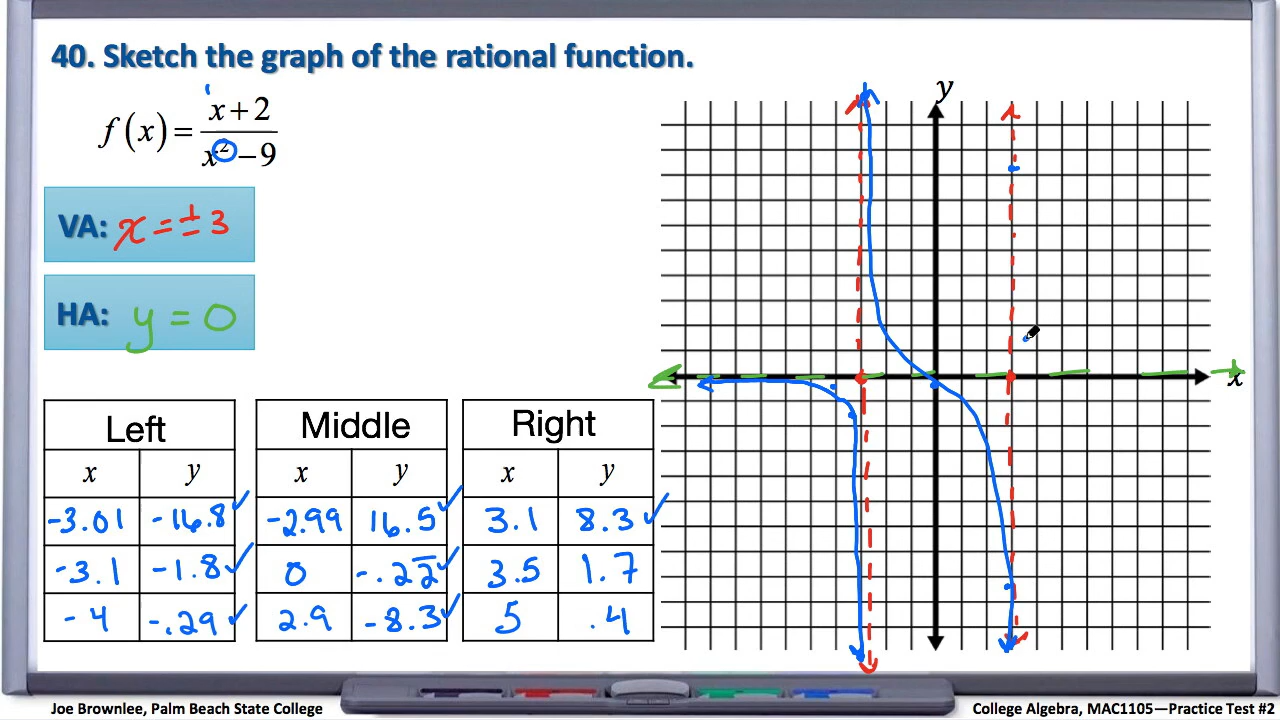 40. Sketch the graph of the rational function.
f(x) = (x + 2)/(x² − 9)
VA: x = ±3
HA: y = 0
y
x
Left
x y
-3.01 -16.8
-3.1 -1.8
-4 -.29
Middle
x y
-2.99 16.5
0 -.22̅
2.9 -8.3
Right
x y
3.1 8.3
3.5 1.7
5 .4
Joe Brownlee, Palm Beach State College
College Algebra, MAC1105—Practice Test #2